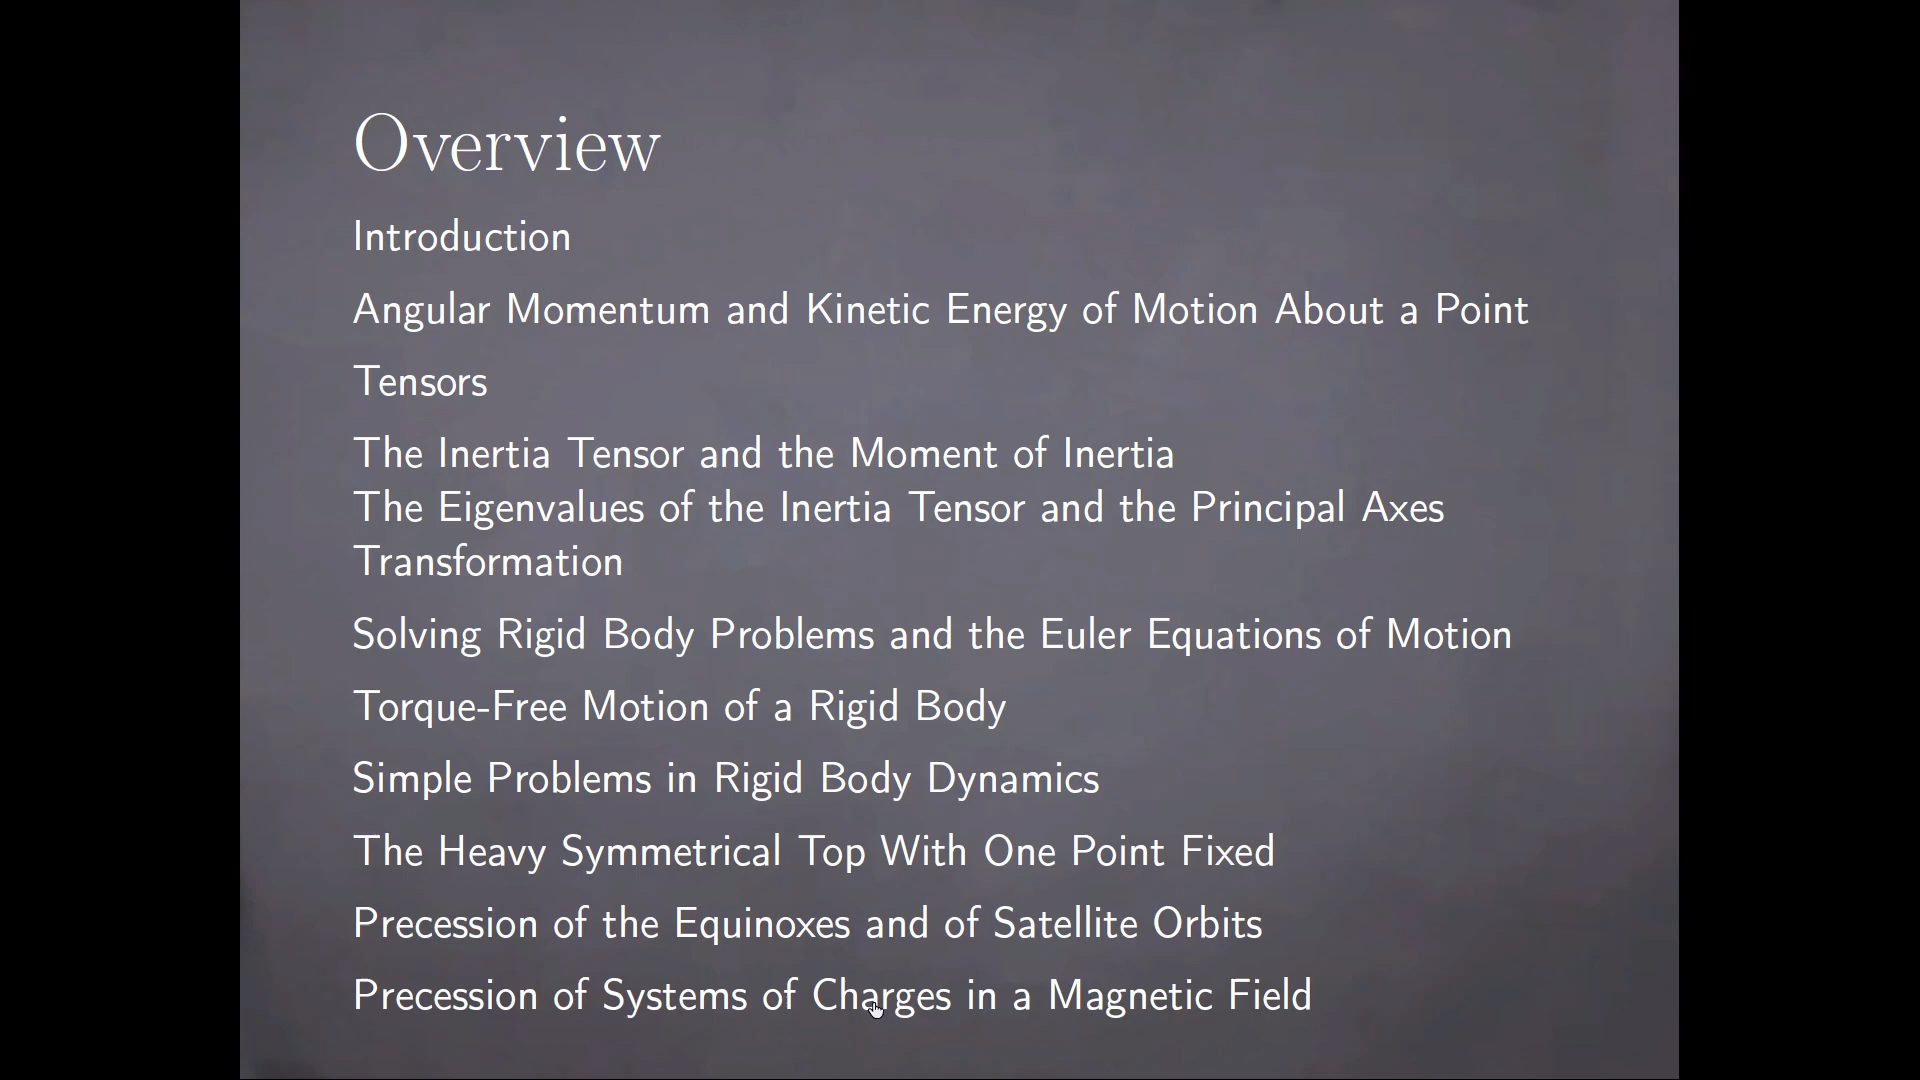 Overview
Introduction
Angular Momentum and Kinetic Energy of Motion About a Point
Tensors
The Inertia Tensor and the Moment of Inertia
The Eigenvalues of the Inertia Tensor and the Principal Axes
Transformation
Solving Rigid Body Problems and the Euler Equations of Motion
Torque-Free Motion of a Rigid Body
Simple Problems in Rigid Body Dynamics
The Heavy Symmetrical Top With One Point Fixed
Precession of the Equinoxes and of Satellite Orbits
Precession of Systems of Charges in a Magnetic Field